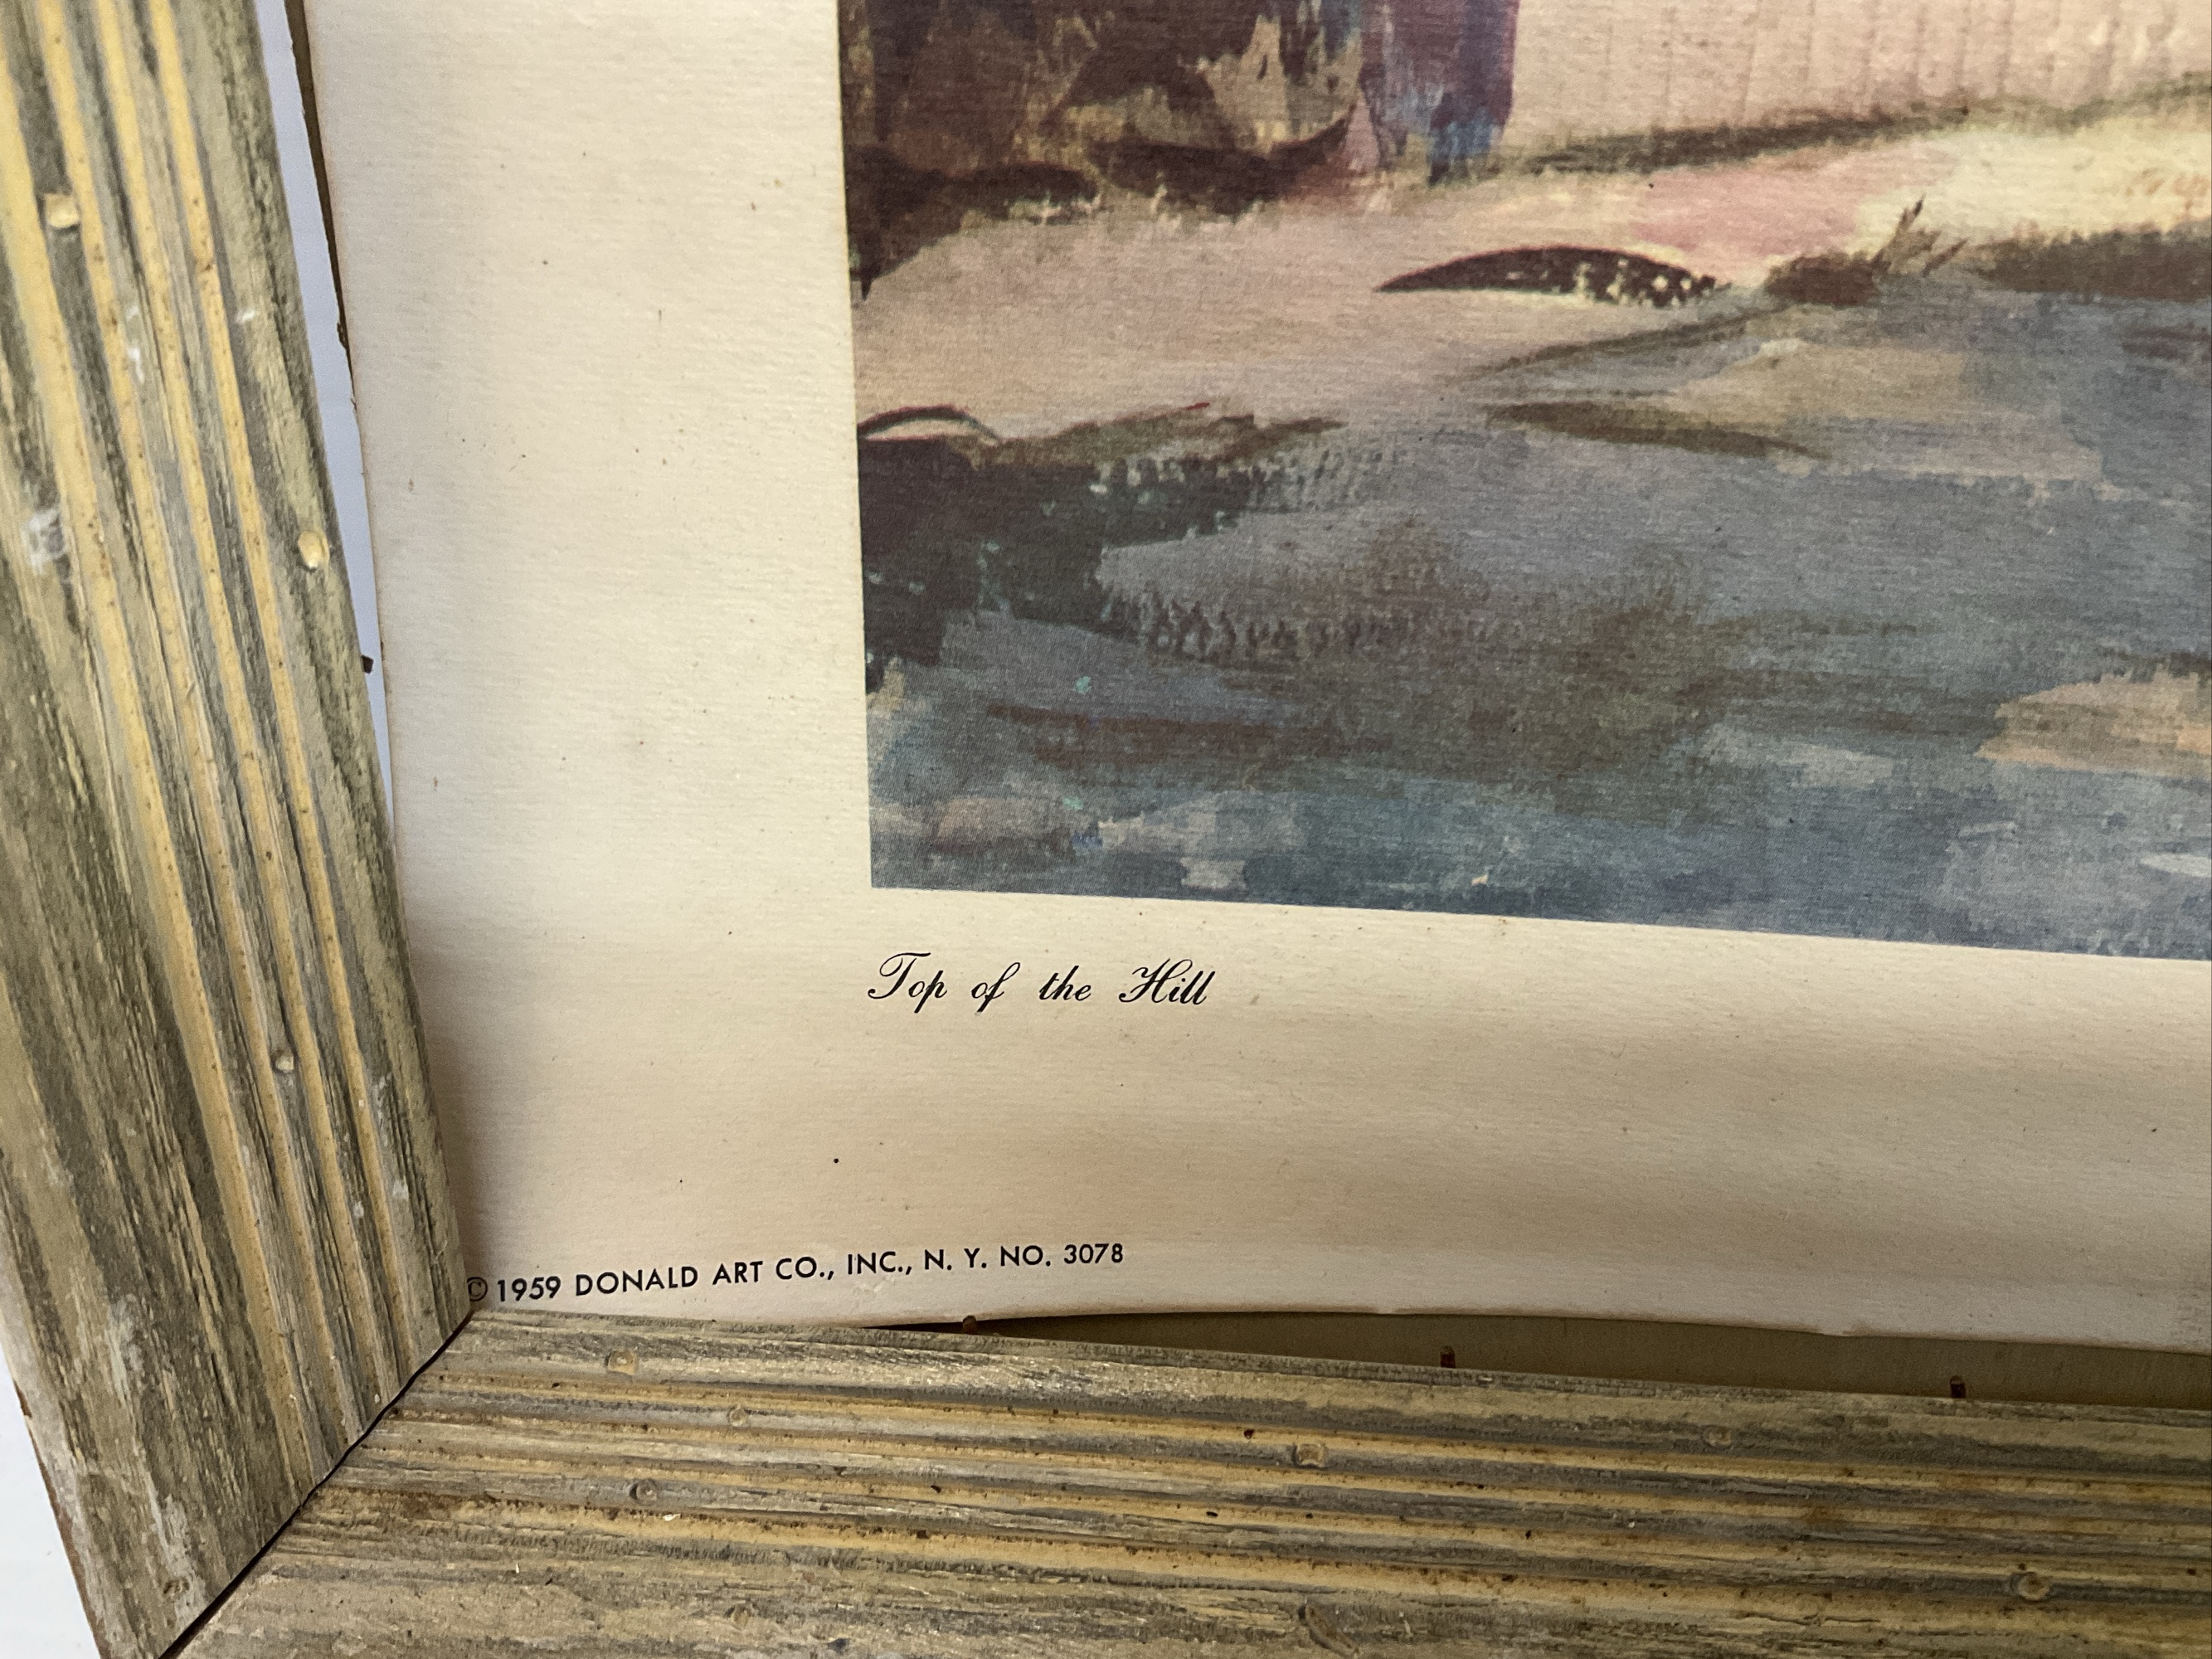 Top of the Hill
© 1959 DONALD ART CO., INC., N. Y. NO. 3078